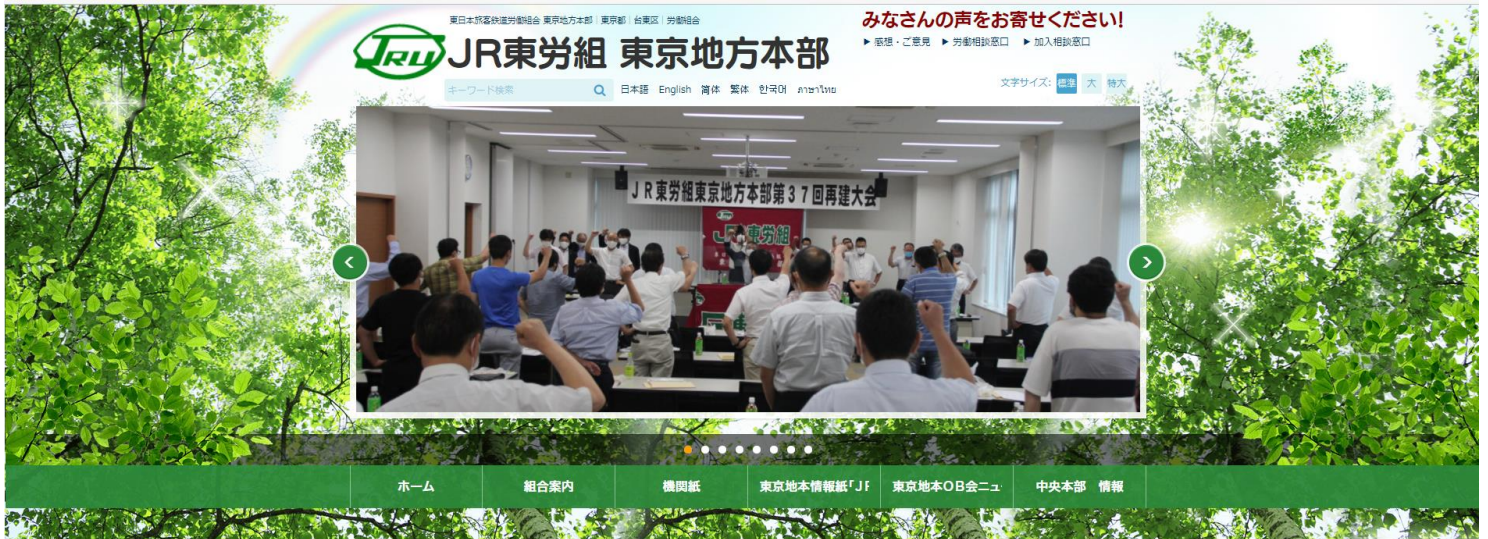 東日本旅客鉄道労働組合 東京地方本部｜東京都｜台東区｜労働組合
TRU
JR東労組 東京地方本部
みなさんの声をお寄せください!
▶ 感想・ご意見 ▶ 労働相談窓口 ▶ 加入相談窓口
キーワード検索
日本語 English 简体 繁体 한국어 ภาษาไทย
文字サイズ: 標準 大 特大
JR東労組東京地方本部第37回再建大会
JR東労組
ホーム
組合案内
機関紙
東京地本情報紙「JF
東京地本OB会ニュ
中央本部 情報